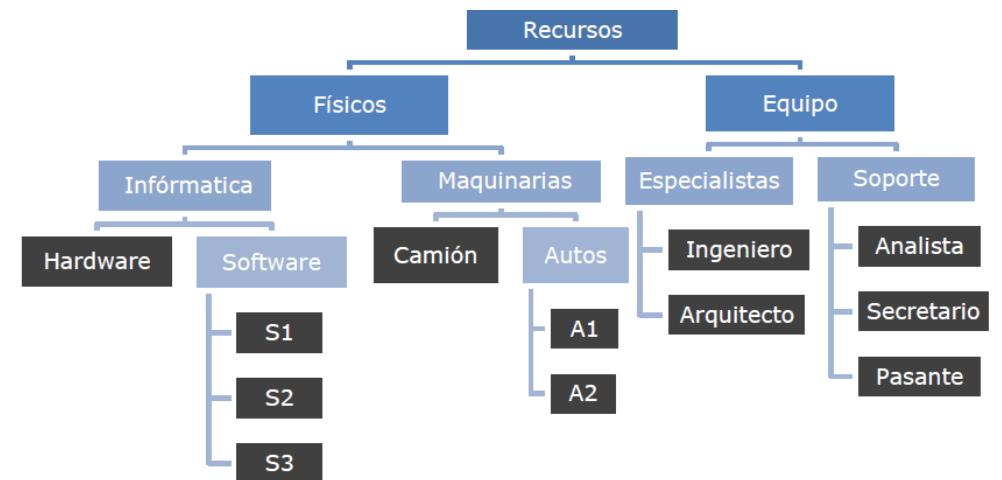 Recursos
Físicos
Equipo
Infórmatica
Maquinarias
Especialistas
Soporte
Hardware
Software
Camión
Autos
Ingeniero
Analista
Arquitecto
Secretario
Pasante
S1
S2
S3
A1
A2